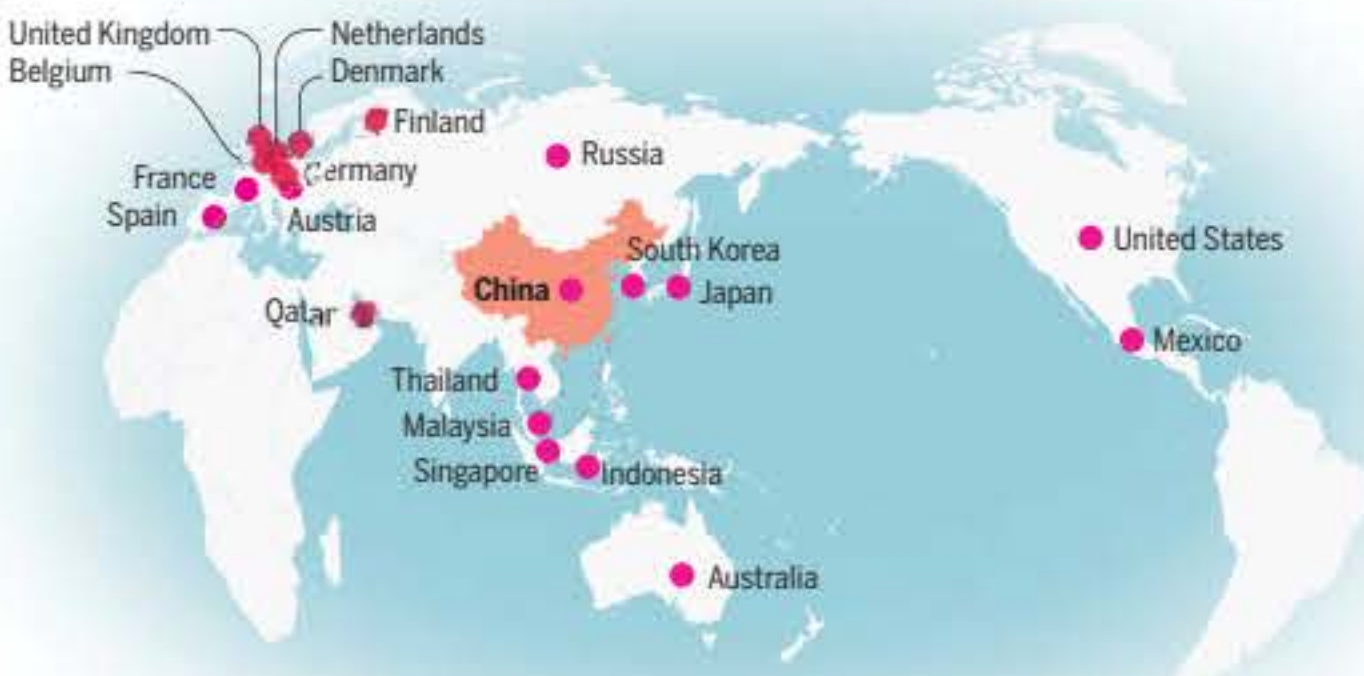 United Kingdom
Netherlands
Belgium
Denmark
Finland
Russia
France
Germany
Spain
Austria
United States
South Korea
China
Japan
Qatar
Mexico
Thailand
Malaysia
Singapore
Indonesia
Australia